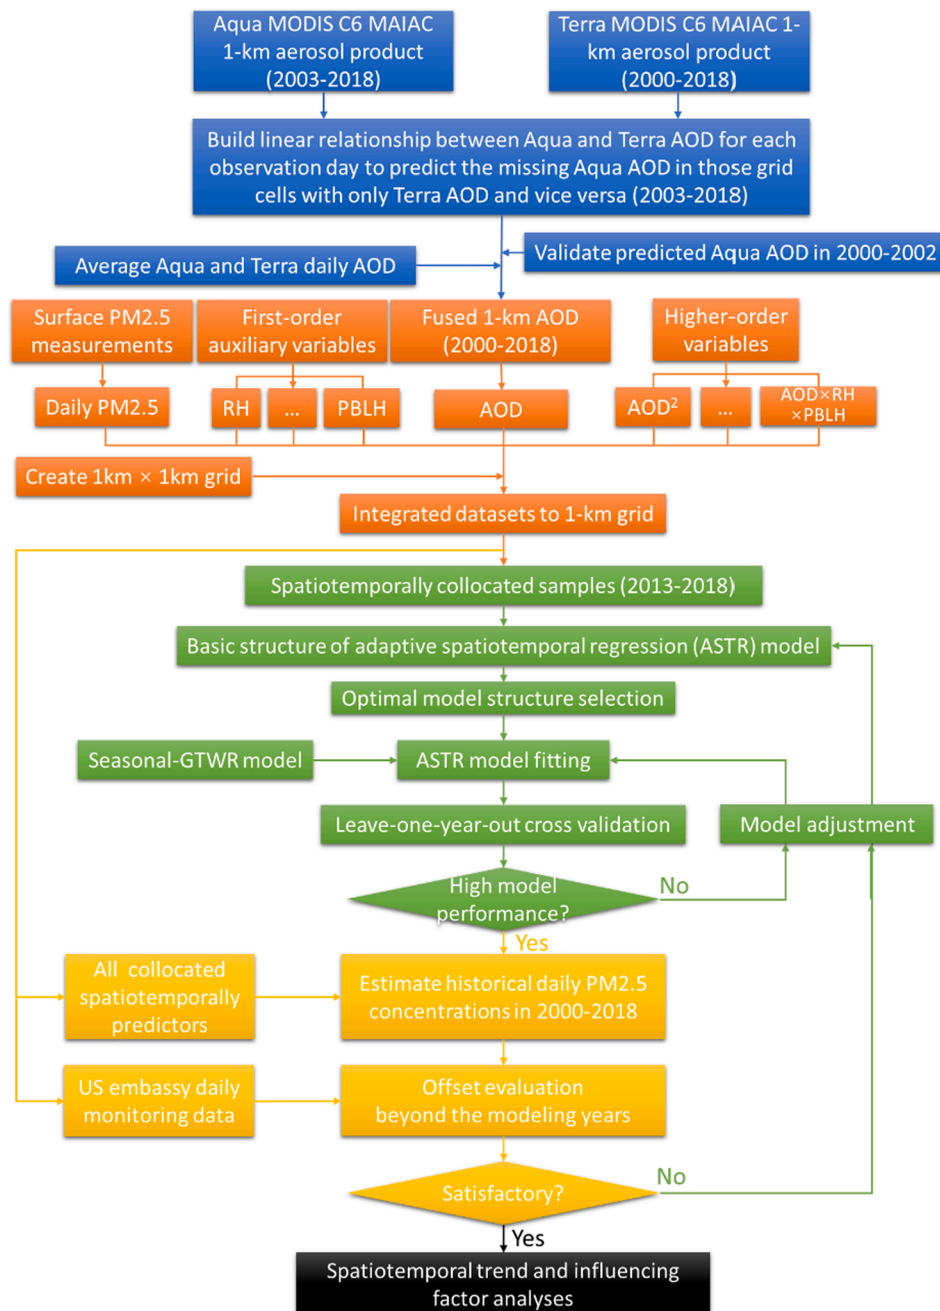 Aqua MODIS C6 MAIAC
1-km aerosol product
(2003-2018)
Terra MODIS C6 MAIAC 1-
km aerosol product
(2000-2018)
Build linear relationship between Aqua and Terra AOD for each
observation day to predict the missing Aqua AOD in those grid
cells with only Terra AOD and vice versa (2003-2018)
Average Aqua and Terra daily AOD
Validate predicted Aqua AOD in 2000-2002
Surface PM2.5
measurements
First-order
auxiliary variables
Fused 1-km AOD
(2000-2018)
Higher-order
variables
Daily PM2.5
RH
...
PBLH
AOD
AOD²
...
AOD×RH
×PBLH
Create 1km × 1km grid
Integrated datasets to 1-km grid
Spatiotemporally collocated samples (2013-2018)
Basic structure of adaptive spatiotemporal regression (ASTR) model
Optimal model structure selection
Seasonal-GTWR model
ASTR model fitting
Leave-one-year-out cross validation
Model adjustment
High model
performance?
No
Yes
All collocated
spatiotemporally
predictors
Estimate historical daily PM2.5
concentrations in 2000-2018
US embassy daily
monitoring data
Offset evaluation
beyond the modeling years
Satisfactory?
No
Yes
Spatiotemporal trend and influencing
factor analyses